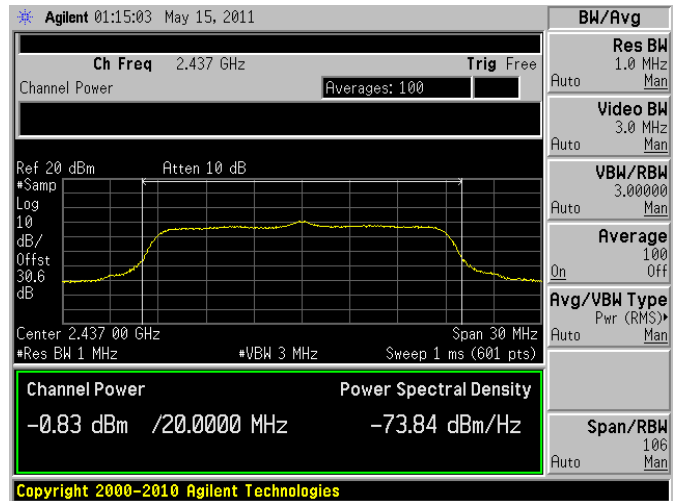 Agilent 01:15:03 May 15, 2011
BW/Avg
Ch Freq 2.437 GHz Trig Free
Channel Power Averages: 100
Ref 20 dBm Atten 10 dB
#Samp
Log
10
dB/
Offst
30.6
dB
Center 2.437 00 GHz Span 30 MHz
#Res BW 1 MHz #VBW 3 MHz Sweep 1 ms (601 pts)
Channel Power Power Spectral Density
-0.83 dBm /20.0000 MHz -73.84 dBm/Hz
Res BW
1.0 MHz
Auto Man
Video BW
3.0 MHz
Auto Man
VBW/RBW
3.00000
Auto Man
Average
100
On Off
Avg/VBW Type
Pwr (RMS)
Auto Man
Span/RBW
106
Auto Man
Copyright 2000-2010 Agilent Technologies